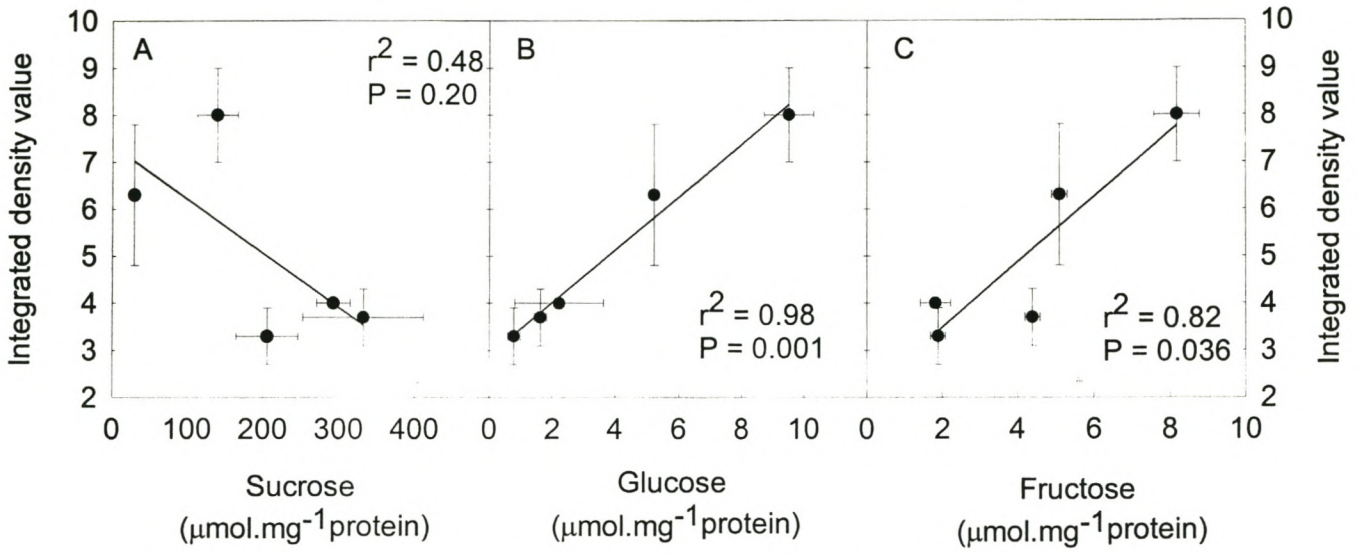 A
r² = 0.48
P = 0.20
B
r² = 0.98
P = 0.001
C
r² = 0.82
P = 0.036
Integrated density value
10
9
8
7
6
5
4
3
2
0 100 200 300 400
0 2 4 6 8 10
2 4 6 8 10
10
9
8
7
6
5
4
3
2
Integrated density value
Sucrose
(μmol.mg⁻¹protein)
Glucose
(μmol.mg⁻¹protein)
Fructose
(μmol.mg⁻¹protein)